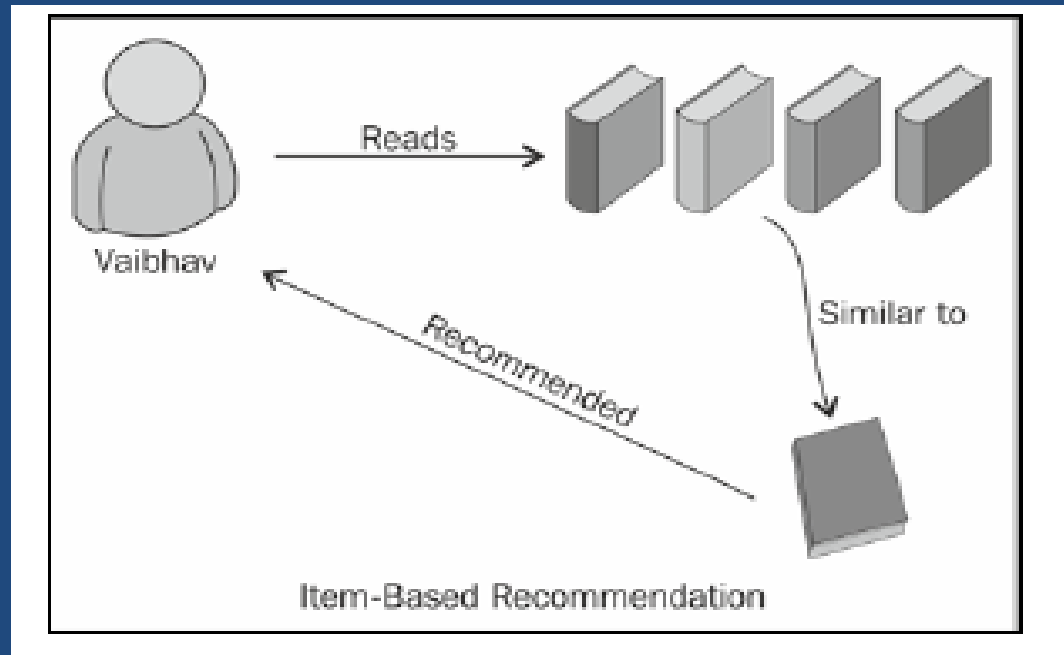 Reads
Vaibhav
Similar to
Recommended
Item-Based Recommendation